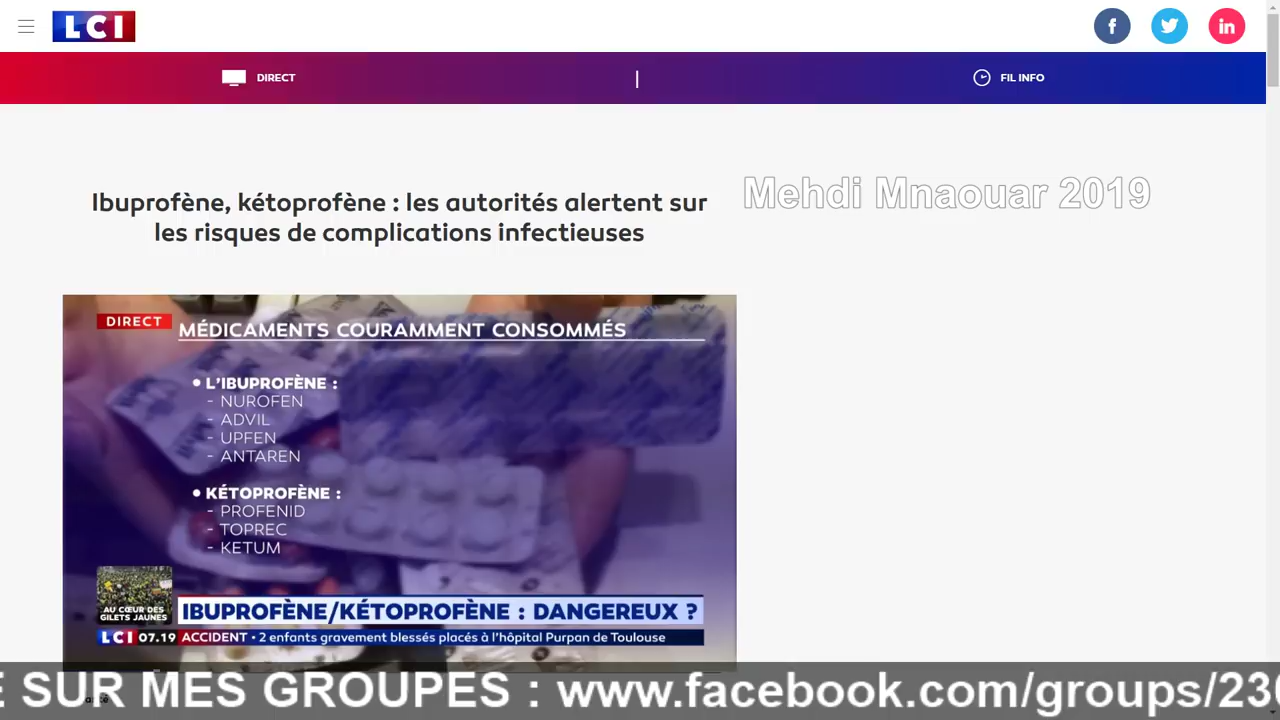 LCI
f
in
DIRECT
|
FIL INFO
Mehdi Mnaouar 2019
Ibuprofène, kétoprofène : les autorités alertent sur
les risques de complications infectieuses
DIRECT
MÉDICAMENTS COURAMMENT CONSOMMÉS
• L'IBUPROFÈNE :
- NUROFEN
- ADVIL
- UPFEN
- ANTAREN
• KÉTOPROFÈNE :
- PROFENID
- TOPREC
- KETUM
AU CŒUR DES
GILETS JAUNES
IBUPROFÈNE/KÉTOPROFÈNE : DANGEREUX ?
LCI 07.19 ACCIDENT • 2 enfants gravement blessés placés à l'hôpital Purpan de Toulouse
E SUR MES GROUPES : www.facebook.com/groups/230